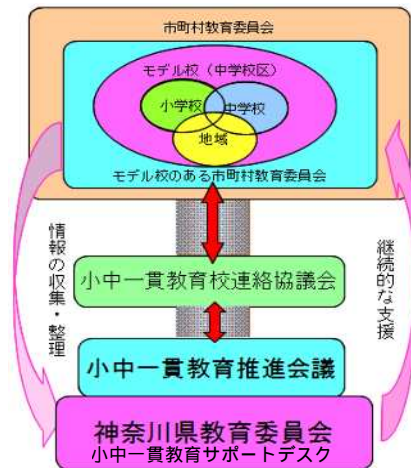 市町村教育委員会
モデル校（中学校区）
小学校
中学校
地域
モデル校のある市町村教育委員会
情報の収集・整理
継続的な支援
小中一貫教育校連絡協議会
小中一貫教育推進会議
神奈川県教育委員会
小中一貫教育サポートデスク